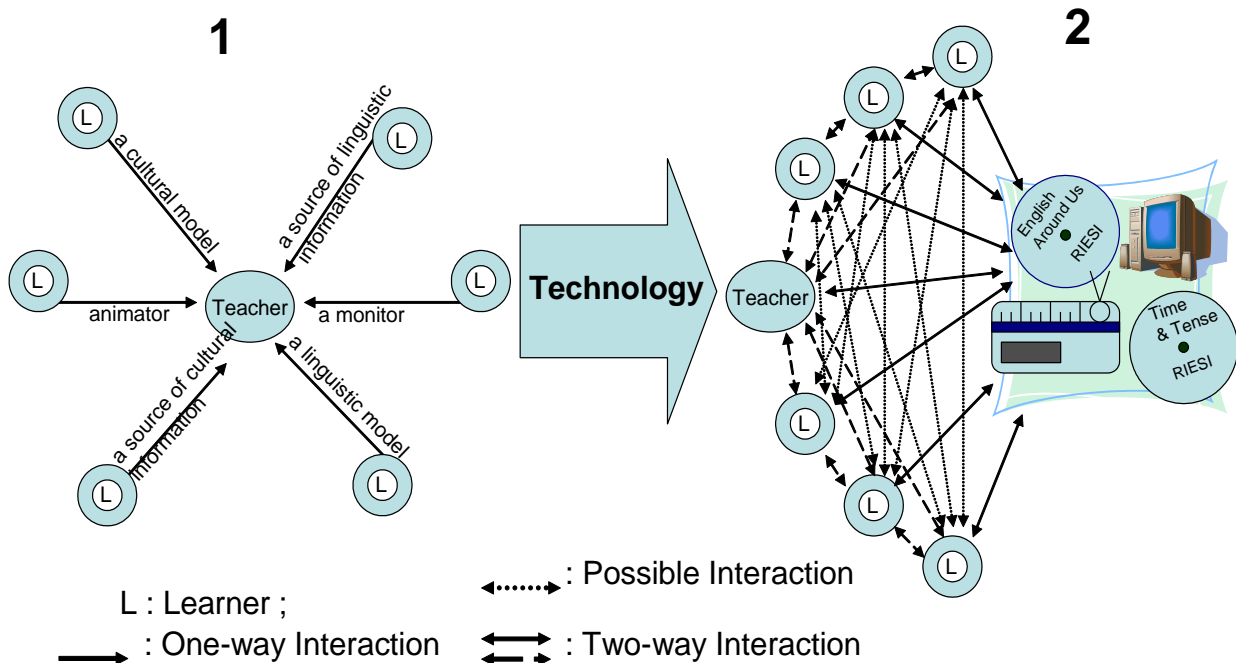 1
2
L
a cultural model
L
a source of linguistic
information
L
animator
Teacher
L
a monitor
L
a source of cultural
information
L
a linguistic model
Technology
L
L
L
Teacher
L
L
L
English
Around Us
RIESI
Time
& Tense
RIESI
L : Learner ;
: Possible Interaction
: One-way Interaction
: Two-way Interaction